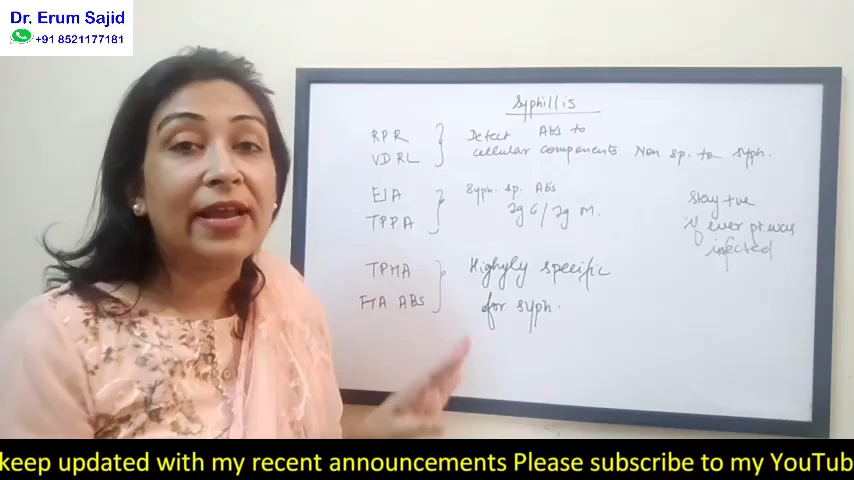 Dr. Erum Sajid
+91 8521177181
Syphillis
RPR
VDRL
Detect Abs to
cellular components Non sp. to syph.
EIA
TPPA
Syph. sp. Abs
Ig G / Ig M.
stay +ve
if ever pt. was
infected
TPHA
FTA ABS
Highyly specific
for syph.
keep updated with my recent announcements Please subscribe to my YouTub